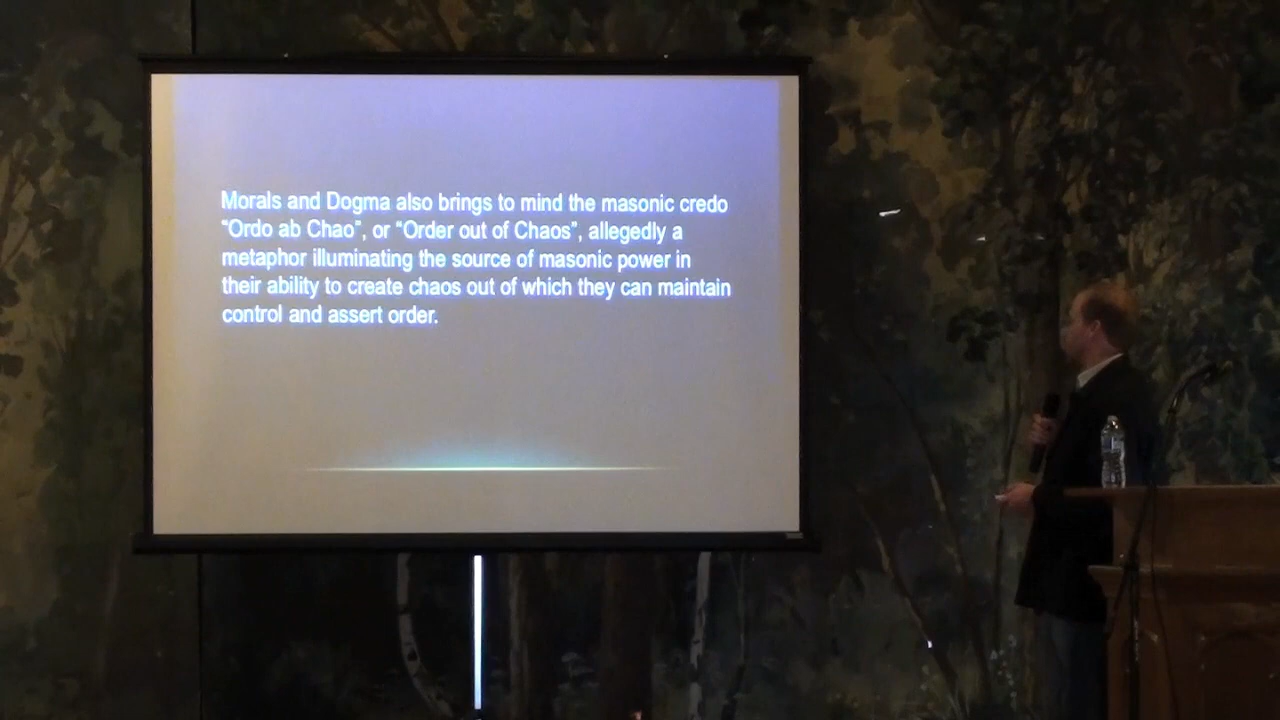 Morals and Dogma also brings to mind the masonic credo
“Ordo ab Chao”, or “Order out of Chaos”, allegedly a
metaphor illuminating the source of masonic power in
their ability to create chaos out of which they can maintain
control and assert order.